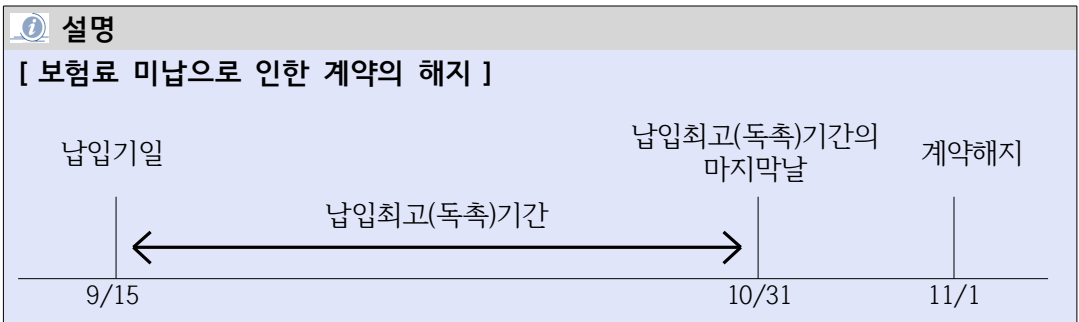 설명
[ 보험료 미납으로 인한 계약의 해지 ]
납입기일
납입최고(독촉)기간의
마지막날
계약해지
납입최고(독촉)기간
9/15
10/31
11/1